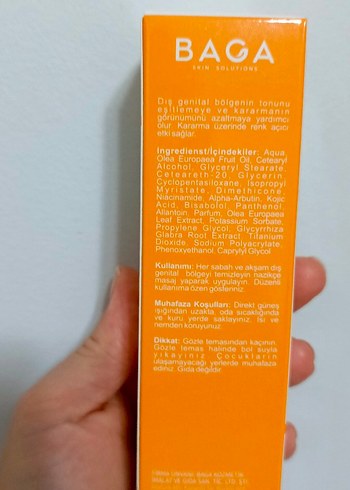 BAGA
SKIN SOLUTIONS
Dış genital bölgenin tonunu
eşitlemeye ve kararmanın
görünümünü azaltmaya yardımcı
olur. Kararma üzerinde renk açıcı
etki sağlar.
Ingredienst/İçindekiler: Aqua
Olea Europaea Fruit Oil, Cetearyl
Alcohol, Glyceryl Stearate
Ceteareth-20, Glycerin
Cyclopentasiloxane, Isopropyl
Myristate, Dimethicone,
Niacinamide, Alpha-Arbutin, Kojic
Acid, Bisabolol, Panthenol,
Allantoin, Parfum, Olea Europaea
Leaf Extract, Potassium Sorbate,
Propylene Glycol, Glycyrrhiza
Glabra Root Extract, Titanium
Dioxide, Sodium Polyacrylate,
Phenoxyethanol, Caprylyl Glycol
Kullanımı: Her sabah ve akşam dış
genital bölgeyi temizleyin nazikçe
masaj yaparak uygulayın. Düzenli
kullanıma özen gösteriniz.
Muhafaza Koşulları: Direkt güneş
ışığından uzakta, oda sıcaklığında
ve kuru yerde saklayınız. Isı ve
nemden koruyunuz.
Dikkat: Gözle temasından kaçının.
Gözle temas halinde bol suyla
yıkayınız. Çocukların
ulaşamayacağı yerlerde muhafaza
ediniz. Gıda değildir.